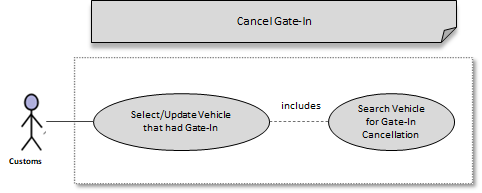 Cancel Gate-In
Select/Update Vehicle
that had Gate-In
includes
Search Vehicle
for Gate-In
Cancellation
Customs